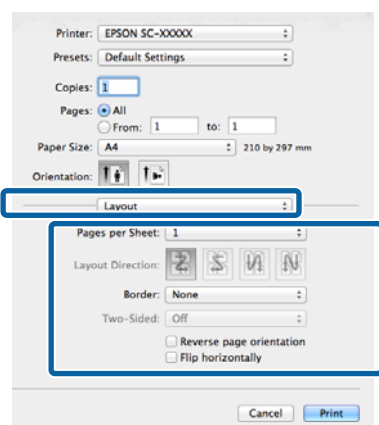 Printer: EPSON SC-XXXXX
Presets: Default Settings
Copies: 1
Pages: All
From: 1 to: 1
Paper Size: A4 210 by 297 mm
Orientation:
Layout
Pages per Sheet: 1
Layout Direction:
Border: None
Two-Sided: Off
Reverse page orientation
Flip horizontally
Cancel Print